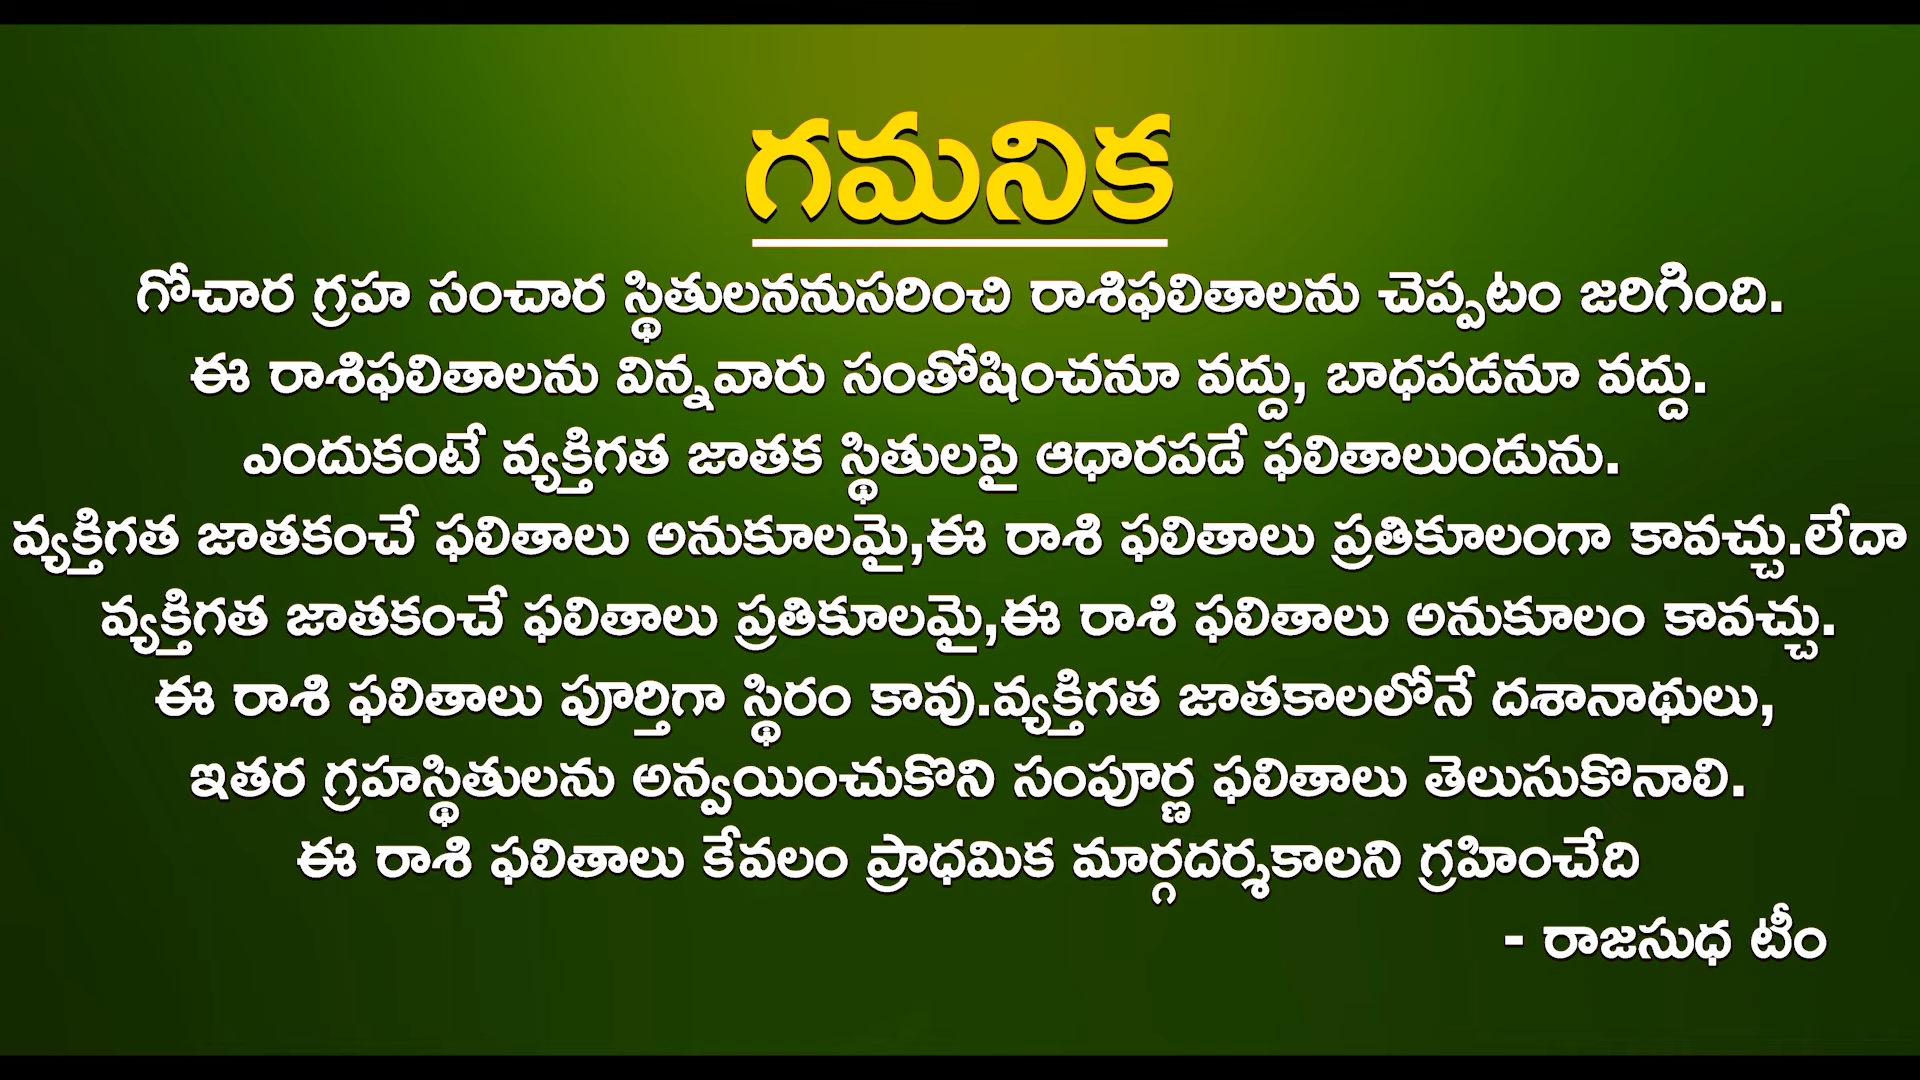 గమనిక
గోచార గ్రహ సంచార స్థితులననుసరించి రాశిఫలితాలను చెప్పటం జరిగింది.
ఈ రాశిఫలితాలను విన్నవారు సంతోషించనూ వద్దు, బాధపడనూ వద్దు.
ఎందుకంటే వ్యక్తిగత జాతక స్థితులపై ఆధారపడే ఫలితాలుండును.
వ్యక్తిగత జాతకంచే ఫలితాలు అనుకూలమై,ఈ రాశి ఫలితాలు ప్రతికూలంగా కావచ్చు.లేదా
వ్యక్తిగత జాతకంచే ఫలితాలు ప్రతికూలమై,ఈ రాశి ఫలితాలు అనుకూలం కావచ్చు.
ఈ రాశి ఫలితాలు పూర్తిగా స్థిరం కావు.వ్యక్తిగత జాతకాలలోనే దశానాథులు,
ఇతర గ్రహస్థితులను అన్వయించుకొని సంపూర్ణ ఫలితాలు తెలుసుకొనాలి.
ఈ రాశి ఫలితాలు కేవలం ప్రాధమిక మార్గదర్శకాలని గ్రహించేది
- రాజసుధ టీం